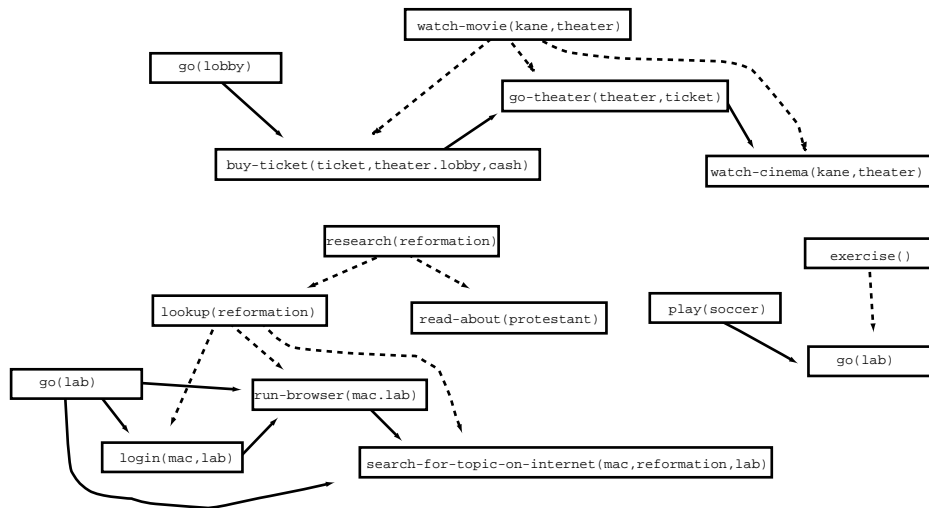 watch-movie(kane,theater)
go(lobby)
go-theater(theater,ticket)
buy-ticket(ticket,theater.lobby,cash)
watch-cinema(kane,theater)
research(reformation)
exercise()
lookup(reformation)
read-about(protestant)
play(soccer)
go(lab)
go(lab)
run-browser(mac.lab)
login(mac,lab)
search-for-topic-on-internet(mac,reformation,lab)